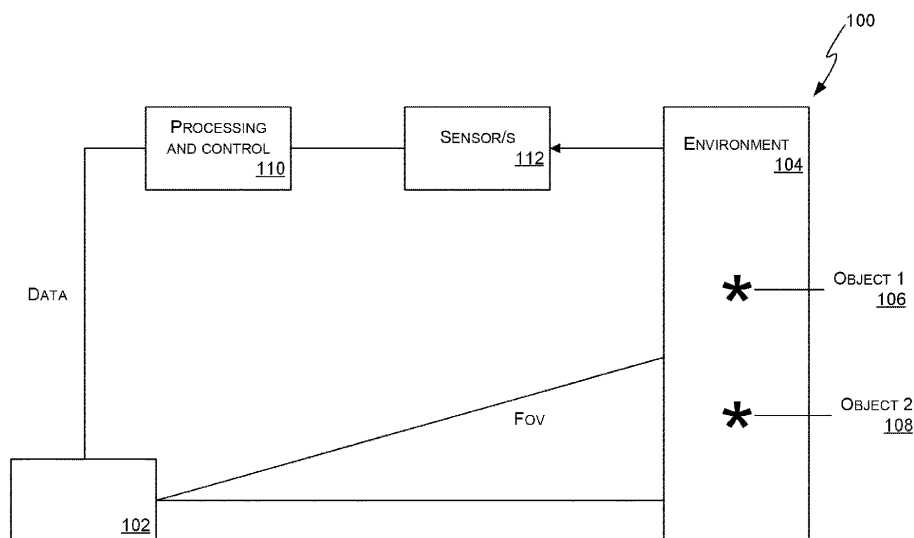 100
PROCESSING
AND CONTROL
110
SENSOR/S
112
ENVIRONMENT
104
DATA
OBJECT 1
106
FOV
OBJECT 2
108
102